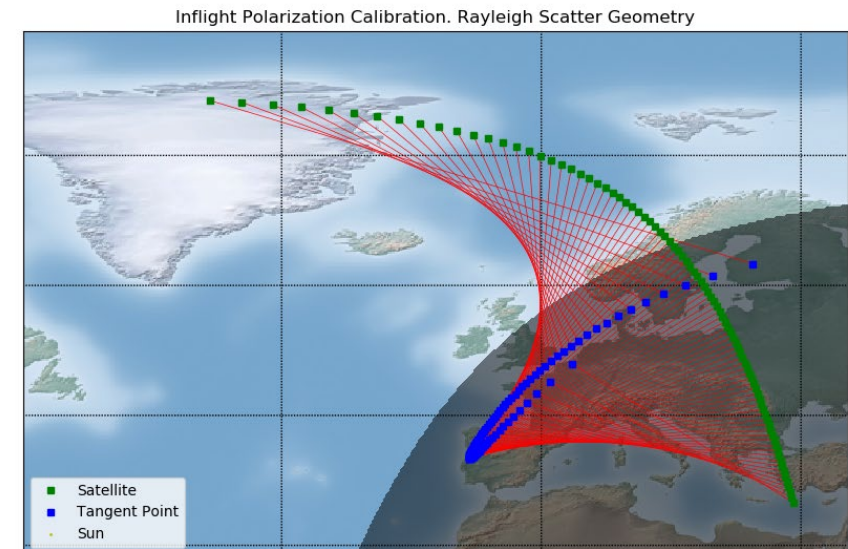 Inflight Polarization Calibration. Rayleigh Scatter Geometry
Satellite
Tangent Point
Sun